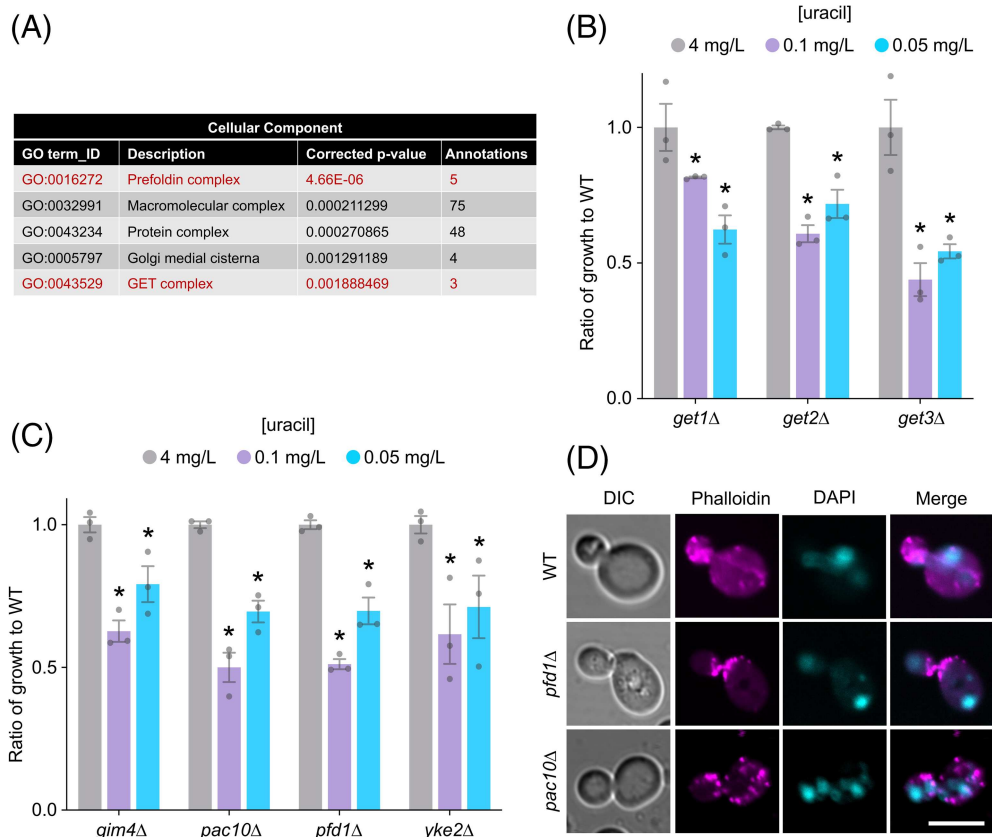 (A)
Cellular Component
GO term_ID Description Corrected p-value Annotations
GO:0016272 Prefoldin complex 4.66E-06 5
GO:0032991 Macromolecular complex 0.000211299 75
GO:0043234 Protein complex 0.000270865 48
GO:0005797 Golgi medial cisterna 0.001291189 4
GO:0043529 GET complex 0.001888469 3
(B)
[uracil]
4 mg/L 0.1 mg/L 0.05 mg/L
Ratio of growth to WT
1.0
0.5
0.0
* * * * * *
get1Δ get2Δ get3Δ
(C)
[uracil]
4 mg/L 0.1 mg/L 0.05 mg/L
Ratio of growth to WT
1.0
0.5
0.0
* * * * * * * *
gim4Δ pac10Δ pfd1Δ yke2Δ
(D)
DIC Phalloidin DAPI Merge
WT
pfd1Δ
pac10Δ